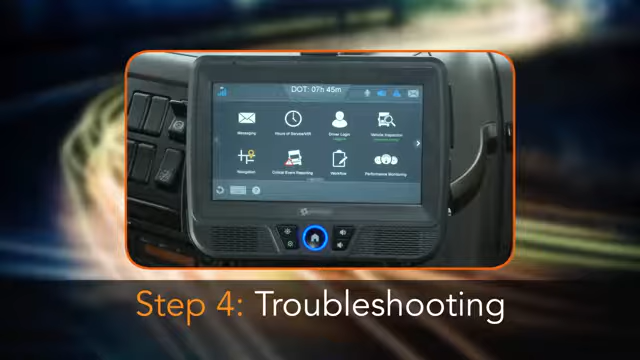 DOT: 07h 45m
Messaging
Hours of Service/VIR
Driver Login
Vehicle Inspection
Navigation
Critical Event Reporting
Workflow
Performance Monitoring
Step 4: Troubleshooting